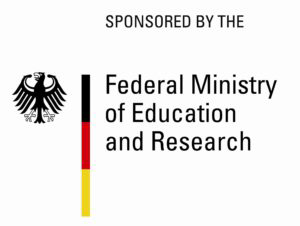 SPONSORED BY THE
Federal Ministry
of Education
and Research